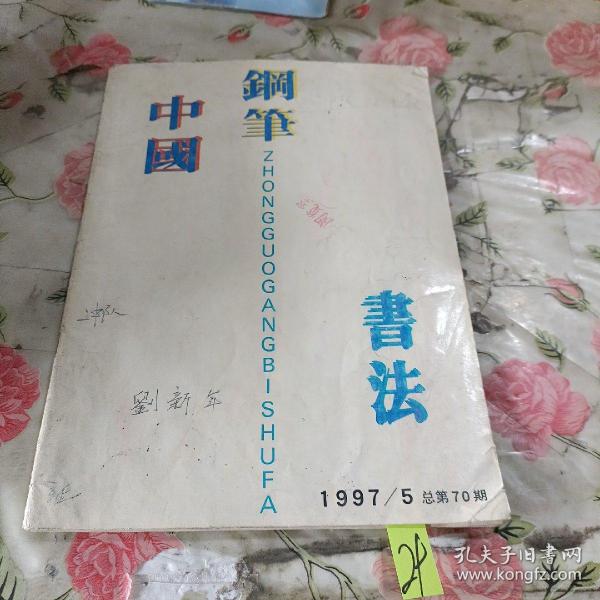 中國
鋼筆
ZHONGGUOGANGBISHUFA
書法
劉新年
1997/5 总第70期
孔夫子旧書网
www.kongfz.com